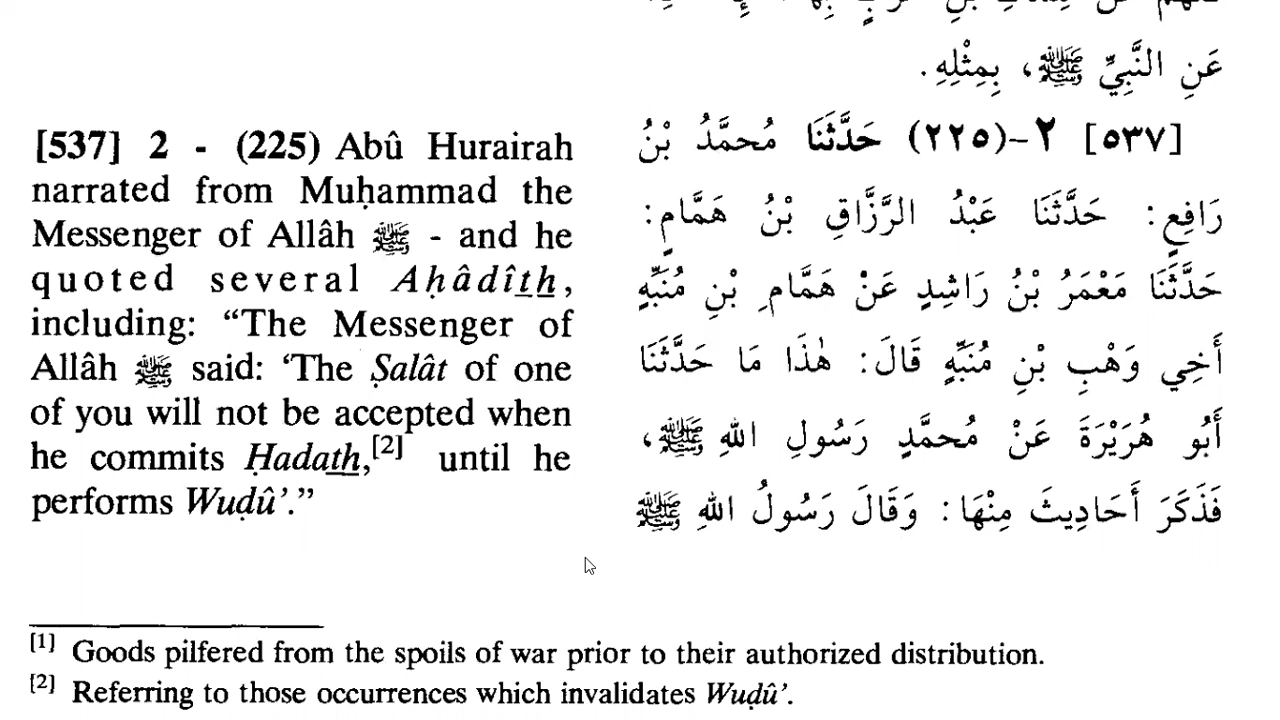 [537] 2 - (225) Abû Hurairah
narrated from Muḥammad the
Messenger of Allâh ﷺ - and he
quoted several Aḥâdîth,
including: “The Messenger of
Allâh ﷺ said: ‘The Ṣalât of one
of you will not be accepted when
he commits Ḥadath,[2] until he
performs Wuḍû’.”
عَنِ النَّبِيِّ ﷺ، بِمِثْلِهِ.
[٥٣٧] ٢-(٢٢٥) حَدَّثَنَا مُحَمَّدُ بْنُ
رَافِعٍ: حَدَّثَنَا عَبْدُ الرَّزَّاقِ بْنُ هَمَّامٍ:
حَدَّثَنَا مَعْمَرُ بْنُ رَاشِدٍ عَنْ هَمَّامِ بْنِ مُنَبِّهٍ
أَخِي وَهْبِ بْنِ مُنَبِّهٍ قَالَ: هٰذَا مَا حَدَّثَنَا
أَبُو هُرَيْرَةَ عَنْ مُحَمَّدٍ رَسُولِ اللهِ ﷺ،
فَذَكَرَ أَحَادِيثَ مِنْهَا: وَقَالَ رَسُولُ اللهِ ﷺ
[1] Goods pilfered from the spoils of war prior to their authorized distribution.
[2] Referring to those occurrences which invalidates Wuḍû’.